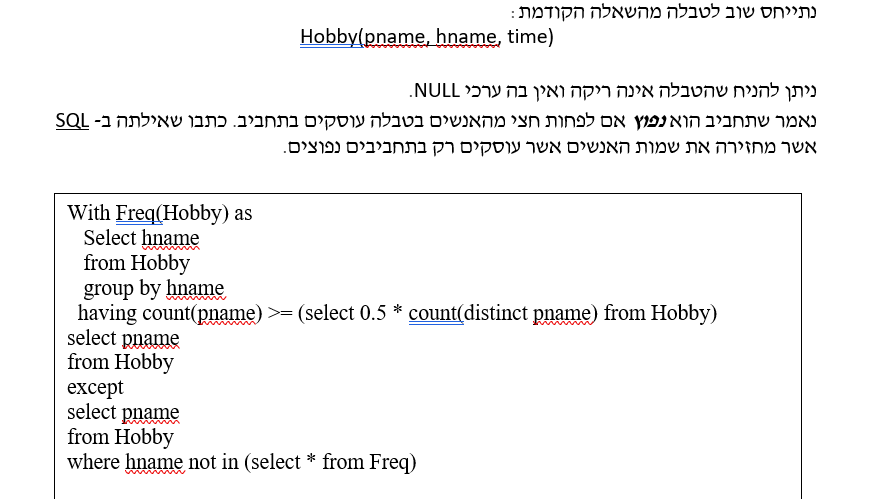 נתייחס שוב לטבלה מהשאלה הקודמת :
Hobby(pname, hname, time)
ניתן להניח שהטבלה אינה ריקה ואין בה ערכי NULL.
נאמר שתחביב הוא נפוץ אם לפחות חצי מהאנשים בטבלה עוסקים בתחביב. כתבו שאילתה ב- SQL
אשר מחזירה את שמות האנשים אשר עוסקים רק בתחביבים נפוצים.
With Freq(Hobby) as
Select hname
from Hobby
group by hname
having count(pname) >= (select 0.5 * count(distinct pname) from Hobby)
select pname
from Hobby
except
select pname
from Hobby
where hname not in (select * from Freq)